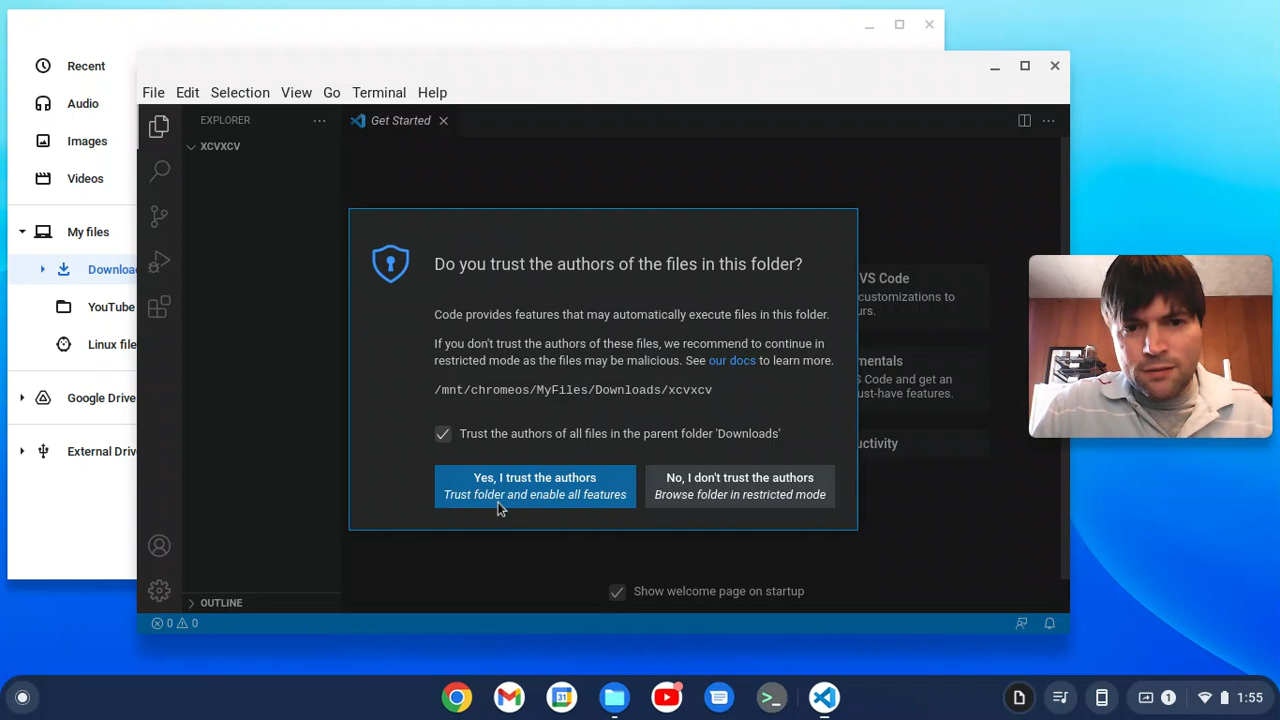 Recent
Audio
Images
Videos
My files
Downloa
YouTube
Linux file
Google Drive
External Driv
File Edit Selection View Go Terminal Help
EXPLORER
Get Started
XCVXCV
Do you trust the authors of the files in this folder?
Code provides features that may automatically execute files in this folder.
If you don't trust the authors of these files, we recommend to continue in
restricted mode as the files may be malicious. See our docs to learn more.
/mnt/chromeos/MyFiles/Downloads/xcvxcv
Trust the authors of all files in the parent folder 'Downloads'
Yes, I trust the authors
Trust folder and enable all features
No, I don't trust the authors
Browse folder in restricted mode
VS Code
customizations to
urs.
mentals
S Code and get an
ust-have features.
uctivity
Show welcome page on startup
OUTLINE
0 0
31
1
1:55